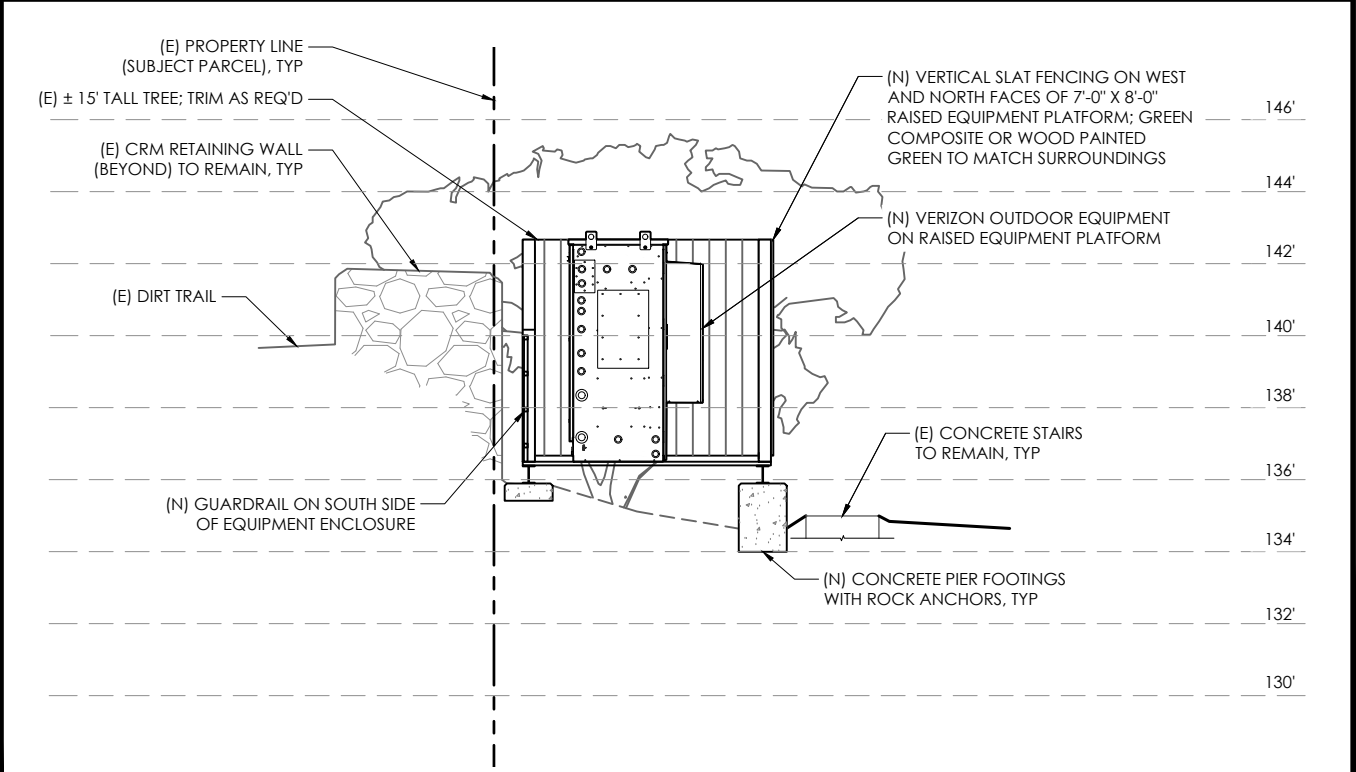 (E) PROPERTY LINE
(SUBJECT PARCEL), TYP
(E) ± 15' TALL TREE; TRIM AS REQ'D
(E) CRM RETAINING WALL
(BEYOND) TO REMAIN, TYP
(E) DIRT TRAIL
(N) GUARDRAIL ON SOUTH SIDE
OF EQUIPMENT ENCLOSURE
(N) VERTICAL SLAT FENCING ON WEST
AND NORTH FACES OF 7'-0" X 8'-0"
RAISED EQUIPMENT PLATFORM; GREEN
COMPOSITE OR WOOD PAINTED
GREEN TO MATCH SURROUNDINGS
(N) VERIZON OUTDOOR EQUIPMENT
ON RAISED EQUIPMENT PLATFORM
(E) CONCRETE STAIRS
TO REMAIN, TYP
(N) CONCRETE PIER FOOTINGS
WITH ROCK ANCHORS, TYP
146'
144'
142'
140'
138'
136'
134'
132'
130'